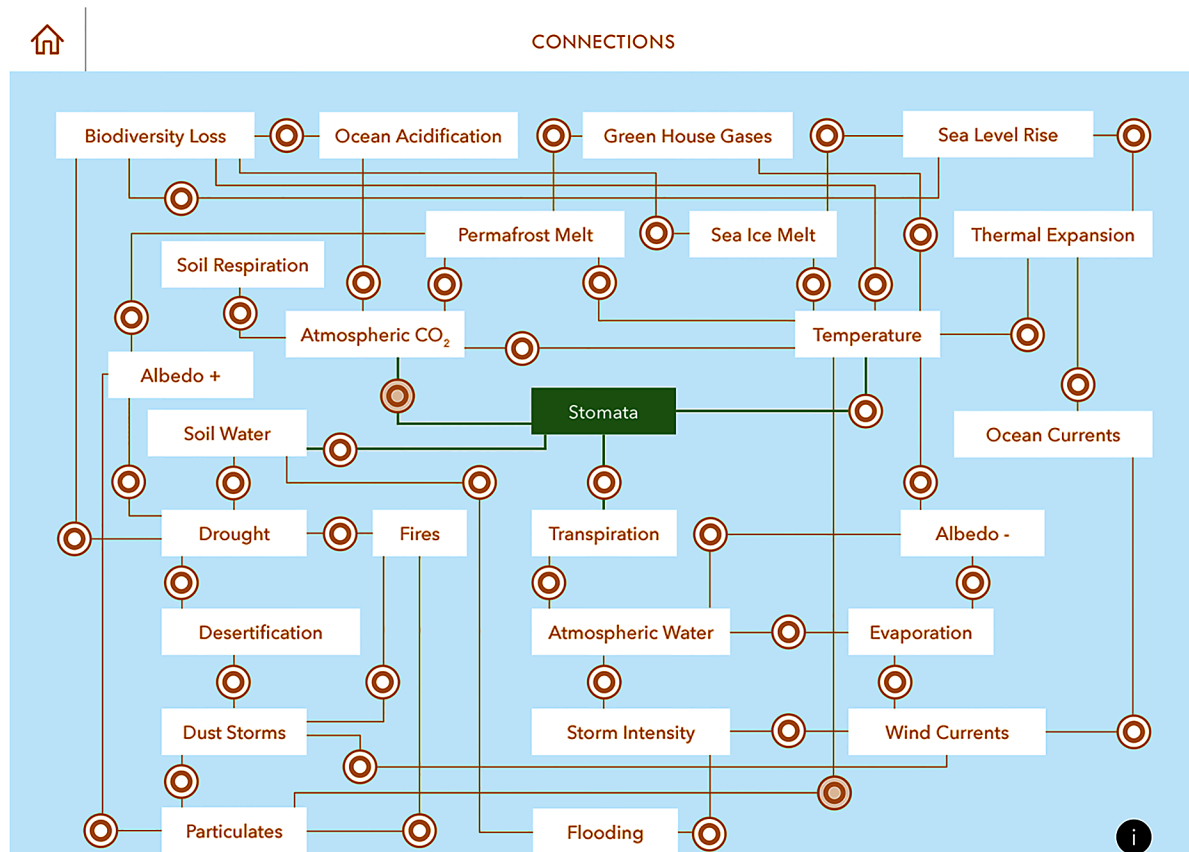 CONNECTIONS
Biodiversity Loss
Ocean Acidification
Green House Gases
Sea Level Rise
Permafrost Melt
Sea Ice Melt
Thermal Expansion
Soil Respiration
Atmospheric CO₂
Temperature
Albedo +
Stomata
Soil Water
Ocean Currents
Drought
Fires
Transpiration
Albedo -
Desertification
Atmospheric Water
Evaporation
Dust Storms
Storm Intensity
Wind Currents
Particulates
Flooding
i